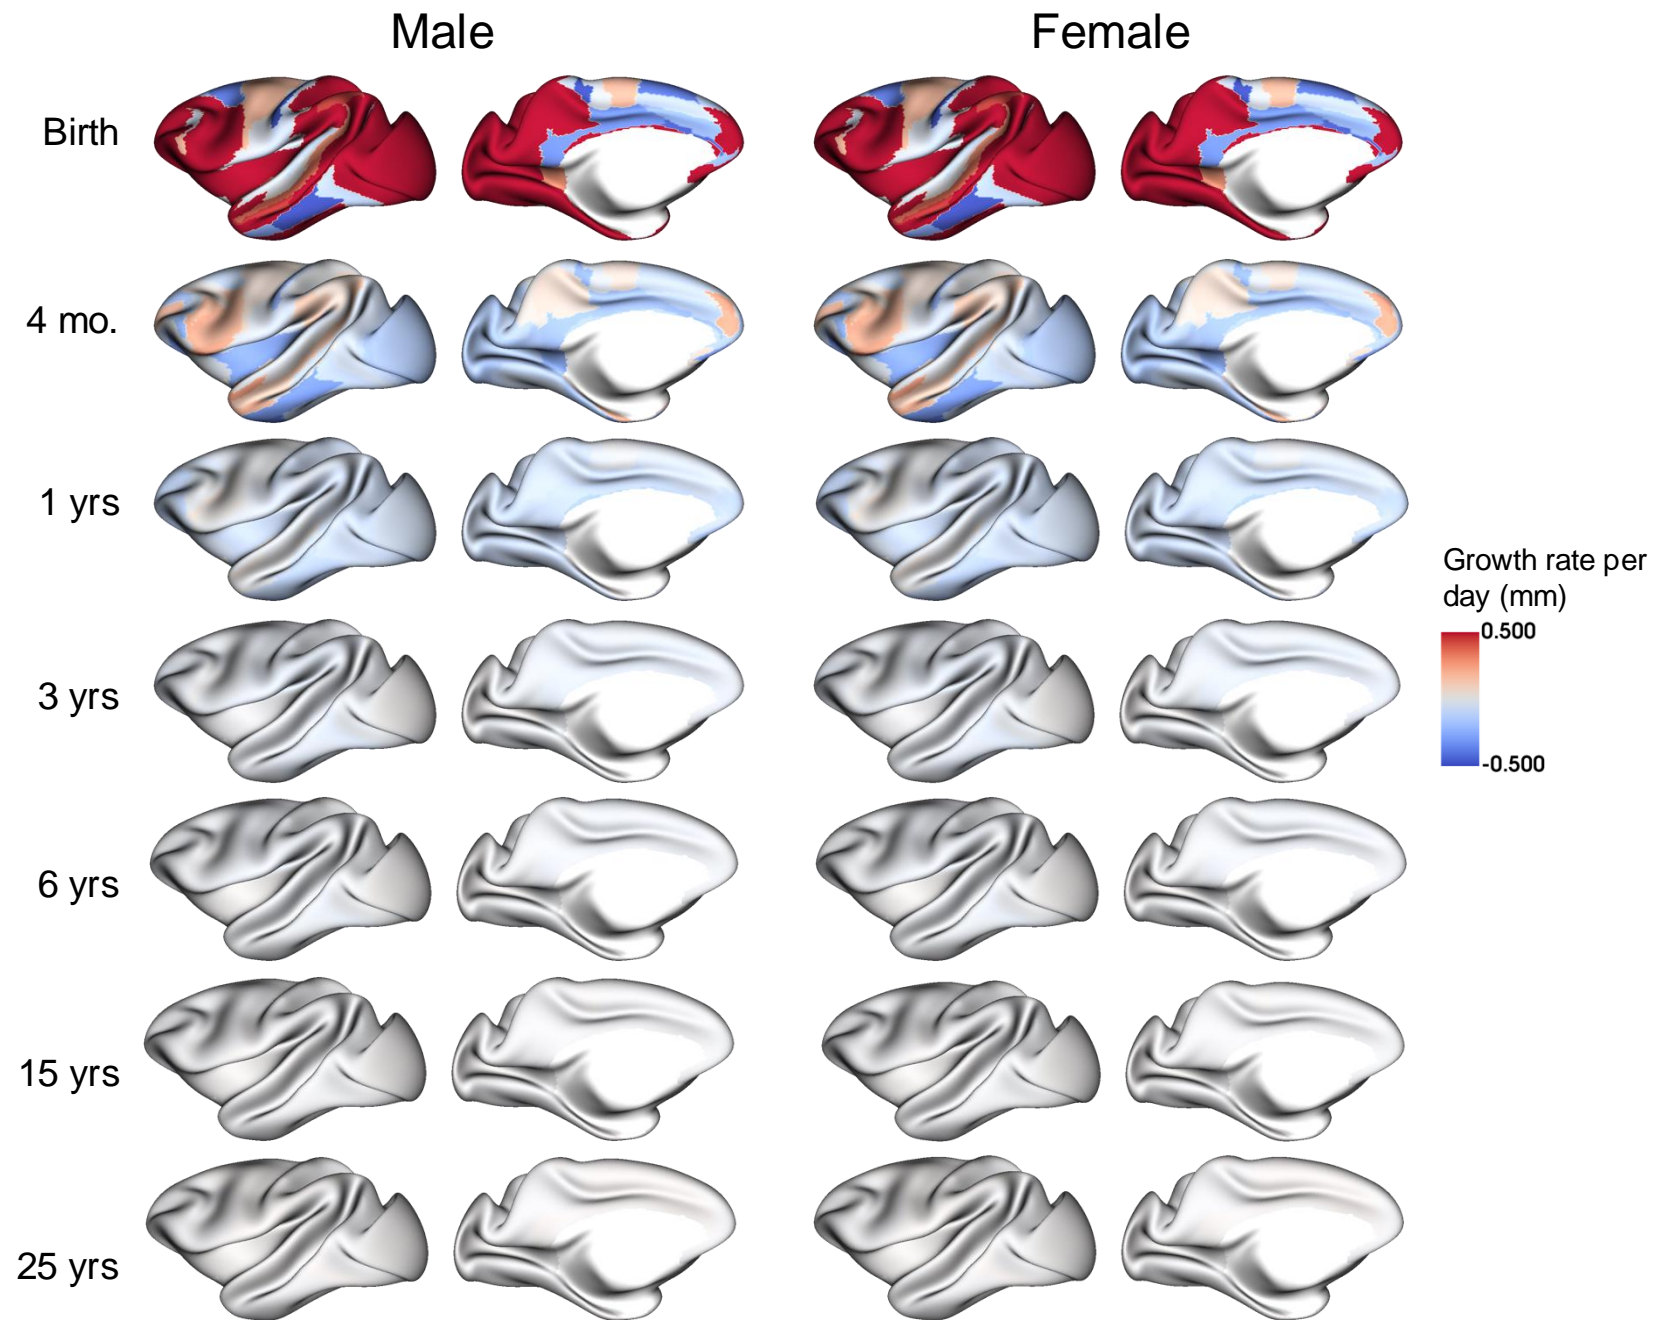 Male
Female
Birth
4 mo.
1 yrs
3 yrs
6 yrs
15 yrs
25 yrs
Growth rate per
day (mm)
0.500
-0.500